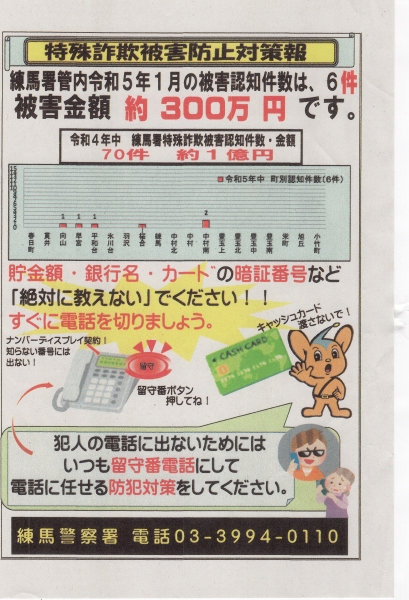 特殊詐欺被害防止対策報
練馬署管内令和5年1月の被害認知件数は、6件
被害金額 約 300万 円 です。
令和4年中 練馬署特殊詐欺被害認知件数・金額
70件 約1億円
令和5年中 町別認知件数(6件)
1 1 1 2
春日町 貫井 向山 早宮 平和台 氷川台 羽沢 桜台 練馬 中村北 中村 中村南 豊玉上 豊玉北 豊玉中 豊玉南 栄町 旭丘 小竹町
貯金額・銀行名・カードの暗証番号など
「絶対に教えない」でください!!
すぐに電話を切りましょう。
ナンバーディスプレイ契約!
知らない番号には
出ない!
留守
留守番ボタン
押してね!
CASH CARD
キャッシュカード
渡さないで!
犯人の電話に出ないためには
いつも留守番電話にして
電話に任せる防犯対策をしてください。
練馬警察署 電話03-3994-0110